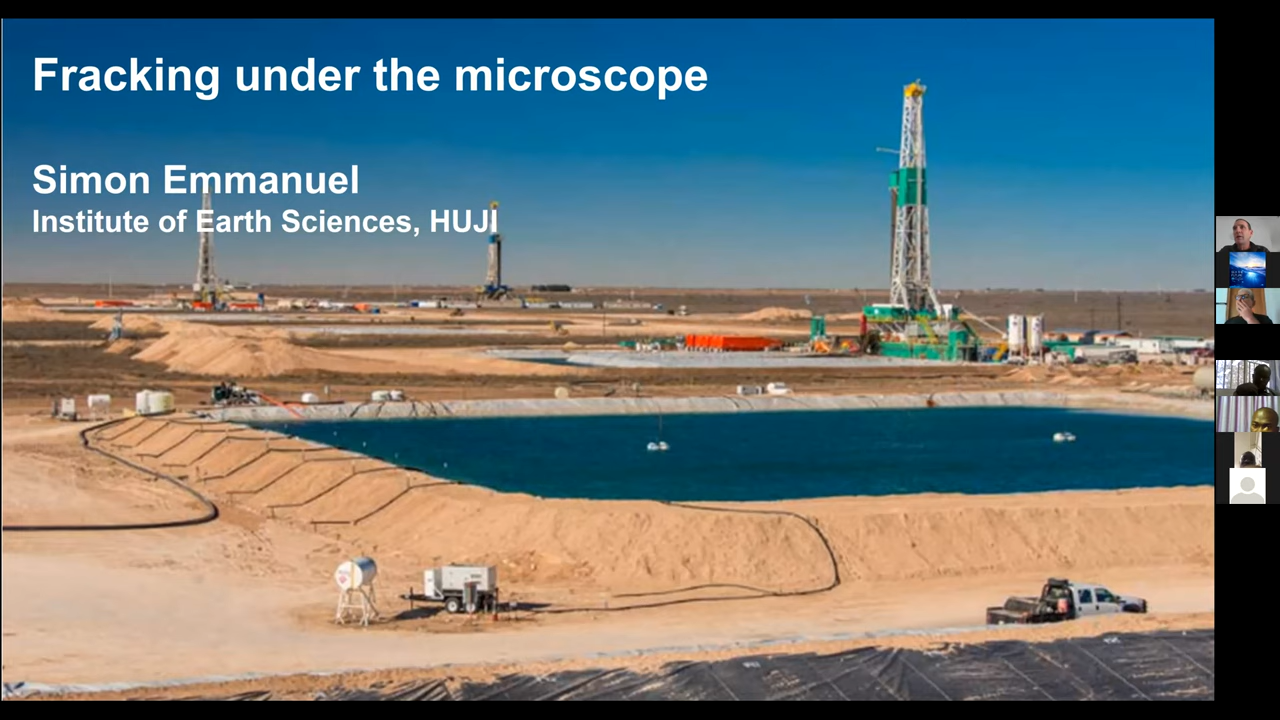 Fracking under the microscope
Simon Emmanuel
Institute of Earth Sciences, HUJI